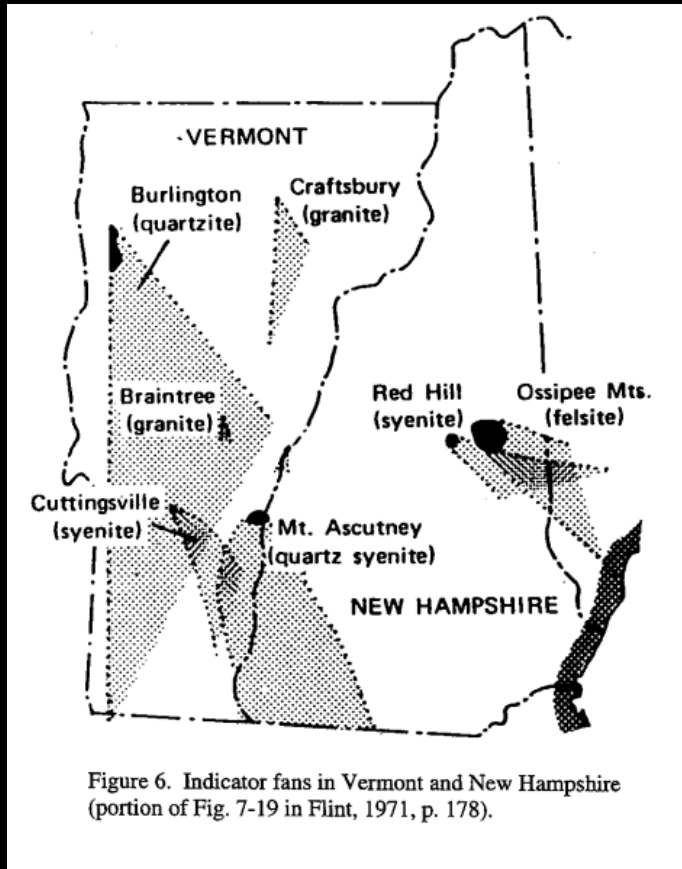 -VERMONT
Burlington
(quartzite)
Craftsbury
(granite)
Braintree
(granite)
Red Hill
(syenite)
Ossipee Mts.
(felsite)
Cuttingsville
(syenite)
Mt. Ascutney
(quartz syenite)
NEW HAMPSHIRE
Figure 6. Indicator fans in Vermont and New Hampshire
(portion of Fig. 7-19 in Flint, 1971, p. 178).